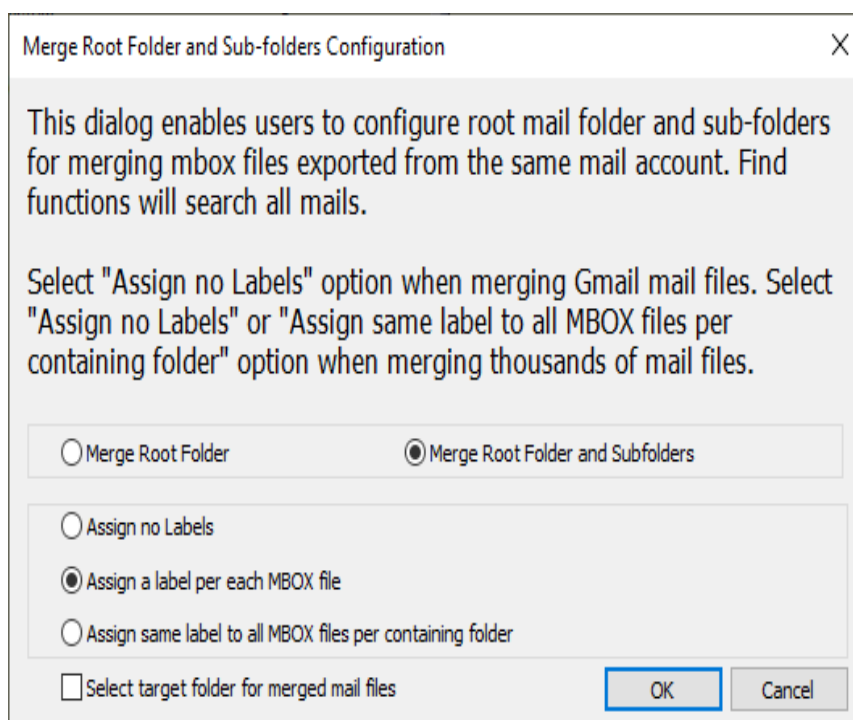 Merge Root Folder and Sub-folders Configuration
This dialog enables users to configure root mail folder and sub-folders
for merging mbox files exported from the same mail account. Find
functions will search all mails.
Select "Assign no Labels" option when merging Gmail mail files. Select
"Assign no Labels" or "Assign same label to all MBOX files per
containing folder" option when merging thousands of mail files.
Merge Root Folder
Merge Root Folder and Subfolders
Assign no Labels
Assign a label per each MBOX file
Assign same label to all MBOX files per containing folder
Select target folder for merged mail files
OK
Cancel